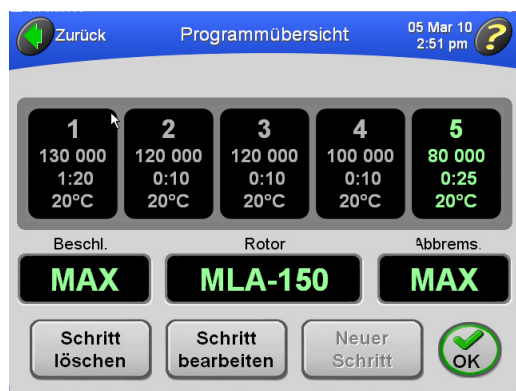 Zurück
Programmübersicht
05 Mar 10
2:51 pm
?
1
130 000
1:20
20°C
2
120 000
0:10
20°C
3
120 000
0:10
20°C
4
100 000
0:10
20°C
5
80 000
0:25
20°C
Beschl.
Rotor
Abbrems.
MAX
MLA-150
MAX
Schritt
löschen
Schritt
bearbeiten
Neuer
Schritt
OK